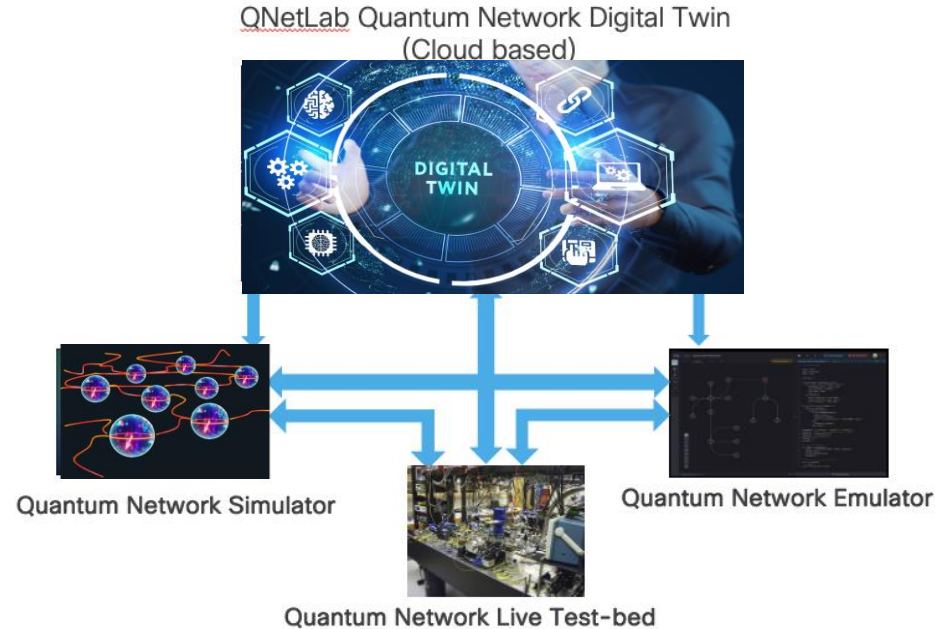 QNetLab Quantum Network Digital Twin
(Cloud based)
DIGITAL
TWIN
Quantum Network Simulator
Quantum Network Emulator
Quantum Network Live Test-bed